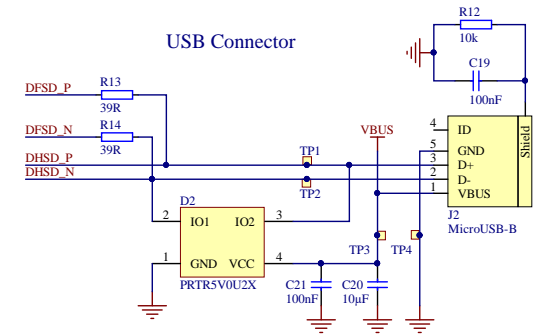 R12
10k
USB Connector
C19
100nF
DFSD_P
R13
39R
DFSD_N
R14
39R
DHSD_P
DHSD_N
TP1
TP2
VBUS
4 ID
5 GND
3 D+
2 D-
1 VBUS
Shield
J2
MicroUSB-B
D2
2 IO1 IO2 3
1 GND VCC 4
PRTR5V0U2X
TP3
TP4
C21
100nF
C20
10µF